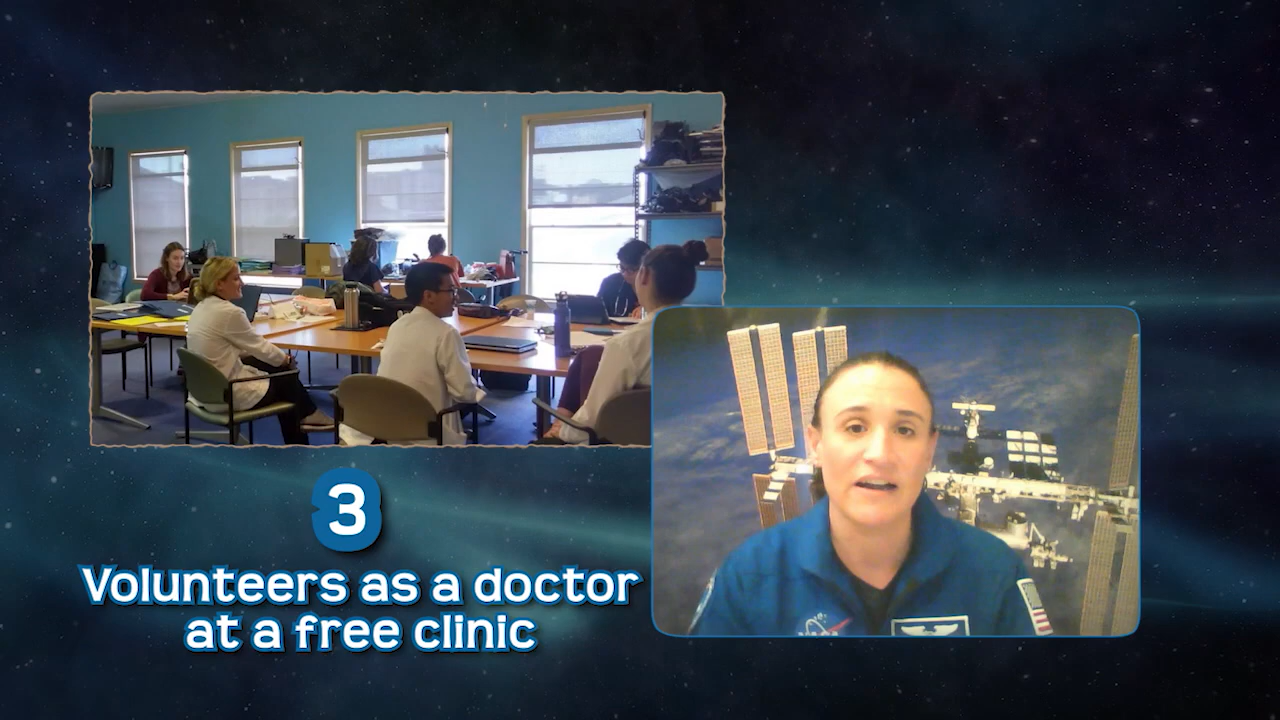 3
Volunteers as a doctor
at a free clinic